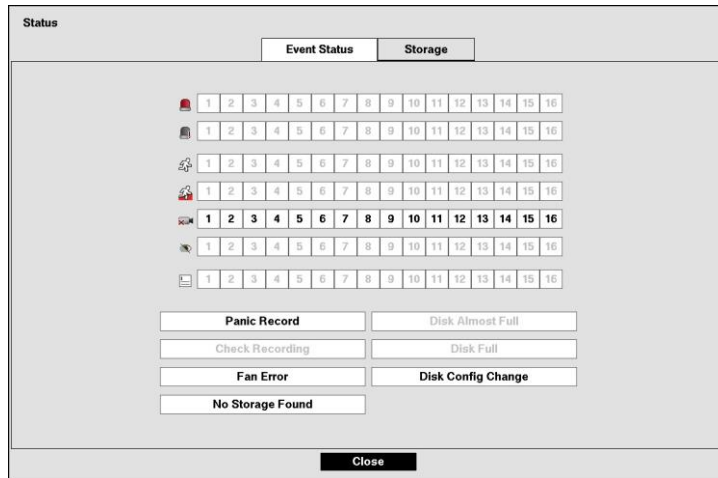 Status
Event Status Storage
1 2 3 4 5 6 7 8 9 10 11 12 13 14 15 16
1 2 3 4 5 6 7 8 9 10 11 12 13 14 15 16
1 2 3 4 5 6 7 8 9 10 11 12 13 14 15 16
1 2 3 4 5 6 7 8 9 10 11 12 13 14 15 16
1 2 3 4 5 6 7 8 9 10 11 12 13 14 15 16
1 2 3 4 5 6 7 8 9 10 11 12 13 14 15 16
1 2 3 4 5 6 7 8 9 10 11 12 13 14 15 16
Panic Record Disk Almost Full
Check Recording Disk Full
Fan Error Disk Config Change
No Storage Found
Close